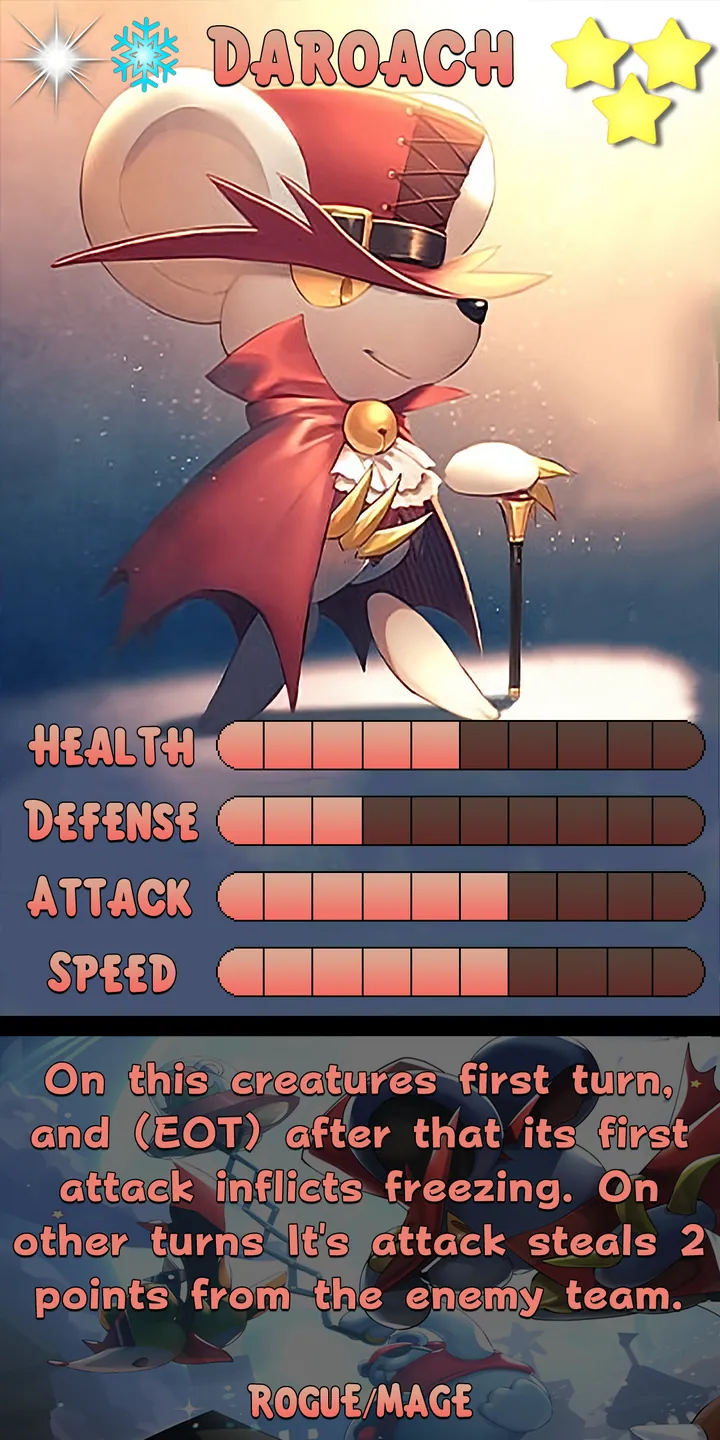 DAROACH
HEALTH
DEFENSE
ATTACK
SPEED
On this creatures first turn,
and (EOT) after that its first
attack inflicts freezing. On
other turns It's attack steals 2
points from the enemy team.
ROGUE/MAGE